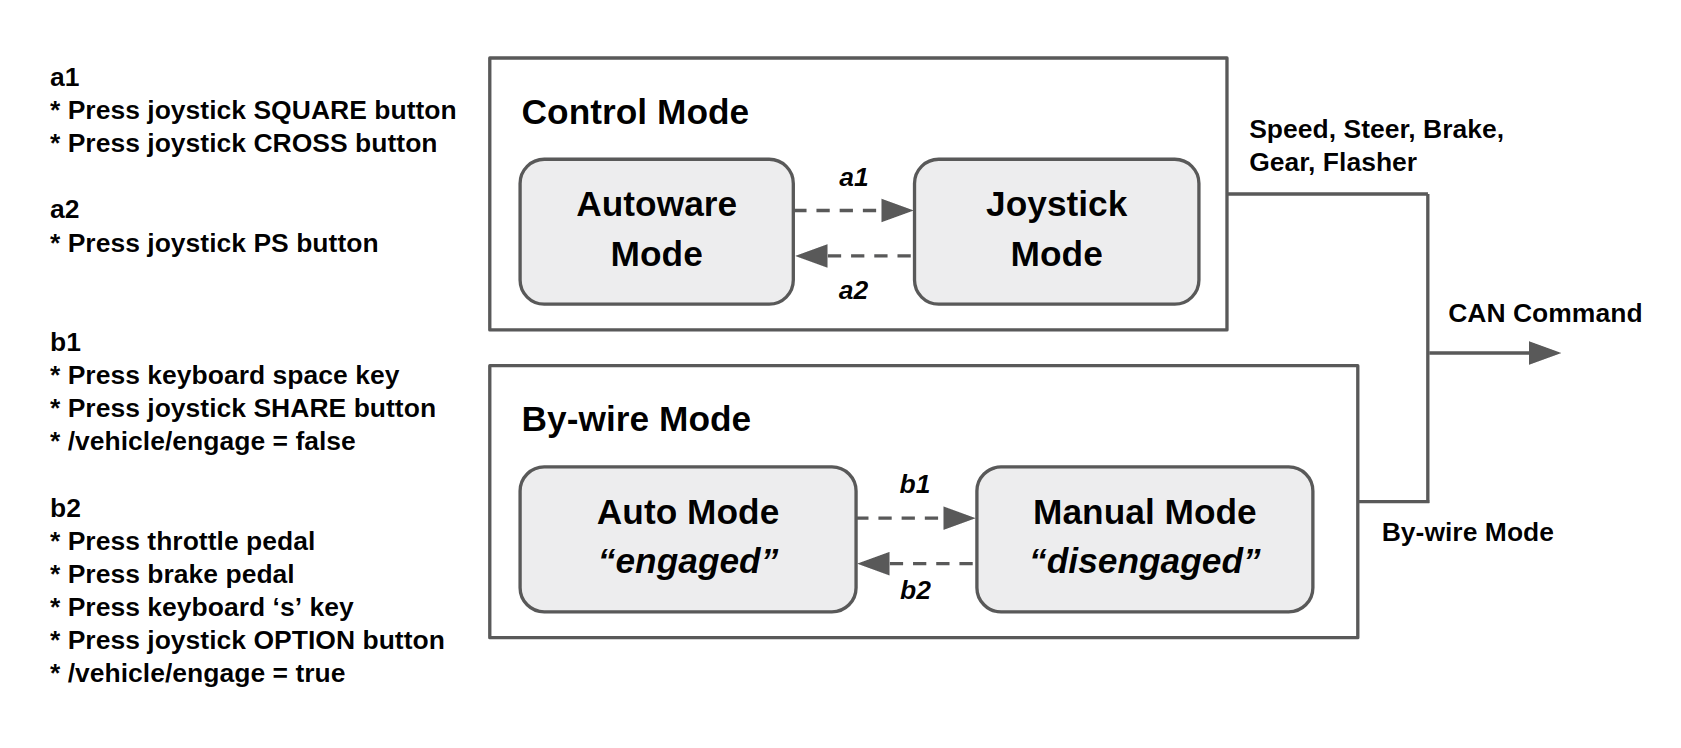 a1
* Press joystick SQUARE button
* Press joystick CROSS button
a2
* Press joystick PS button
b1
* Press keyboard space key
* Press joystick SHARE button
* /vehicle/engage = false
b2
* Press throttle pedal
* Press brake pedal
* Press keyboard ‘s’ key
* Press joystick OPTION button
* /vehicle/engage = true
Control Mode
Autoware
Mode
a1
a2
Joystick
Mode
By-wire Mode
Auto Mode
“engaged”
b1
b2
Manual Mode
“disengaged”
Speed, Steer, Brake,
Gear, Flasher
CAN Command
By-wire Mode